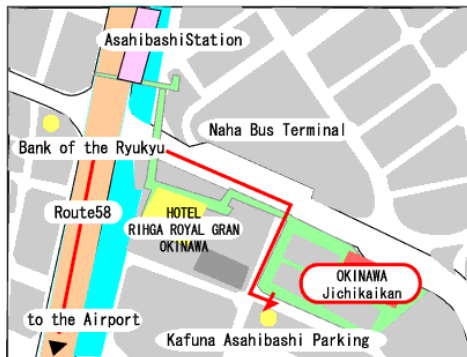 AsahibashiStation
Naha Bus Terminal
Bank of the Ryukyu
Route58
HOTEL
RIHGA ROYAL GRAN
OKINAWA
OKINAWA
Jichikaikan
to the Airport
Kafuna Asahibashi Parking